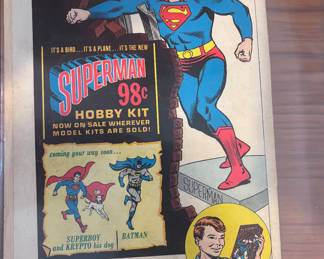 IT'S A BIRD...IT'S A PLANE...IT'S THE NEW
SUPERMAN
98¢
HOBBY KIT
NOW ON SALE WHEREVER
MODEL KITS ARE SOLD!
SUPERMAN
coming your way soon...
SUPERBOY
and KRYPTO his dog
BATMAN